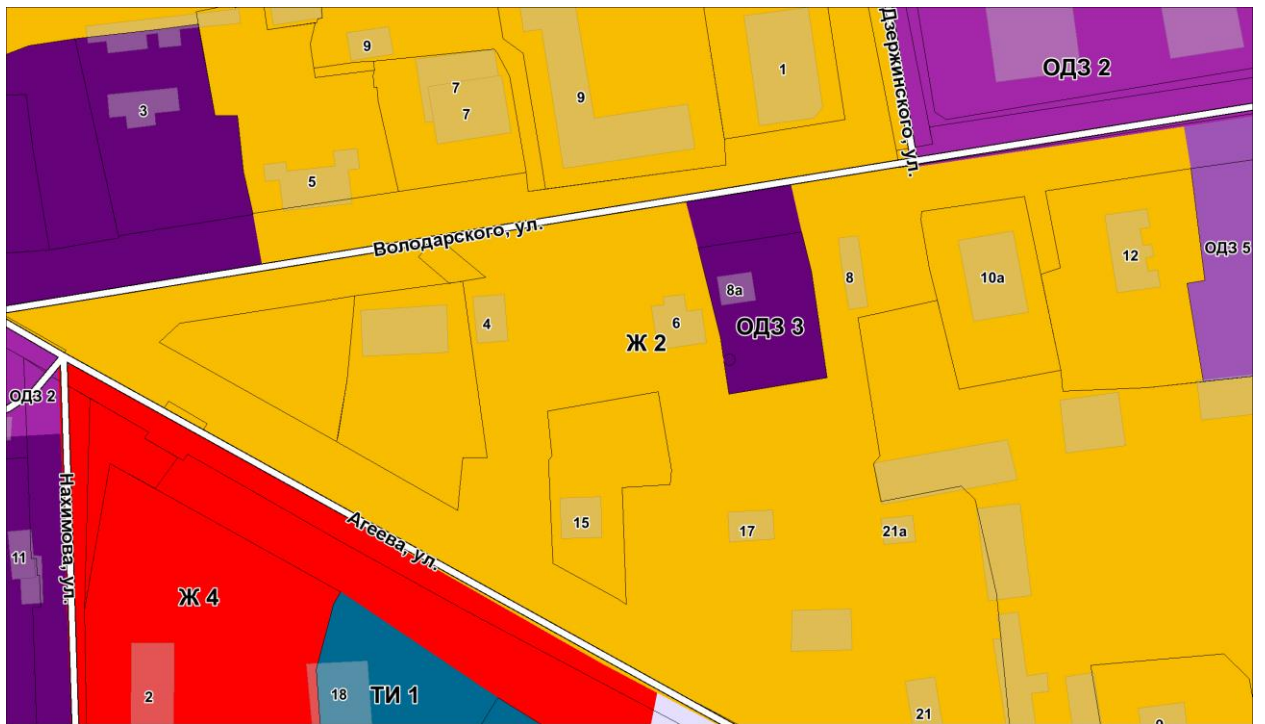 9
7
7
9
1
Дзержинского, ул.
ОДЗ 2
3
5
Володарского, ул.
ОДЗ 5
12
8
10а
8а
ОДЗ 3
6
4
Ж 2
ОДЗ 2
Нахимова, ул.
11
Агеева, ул.
15
17
21а
Ж 4
2
18
ТИ 1
21